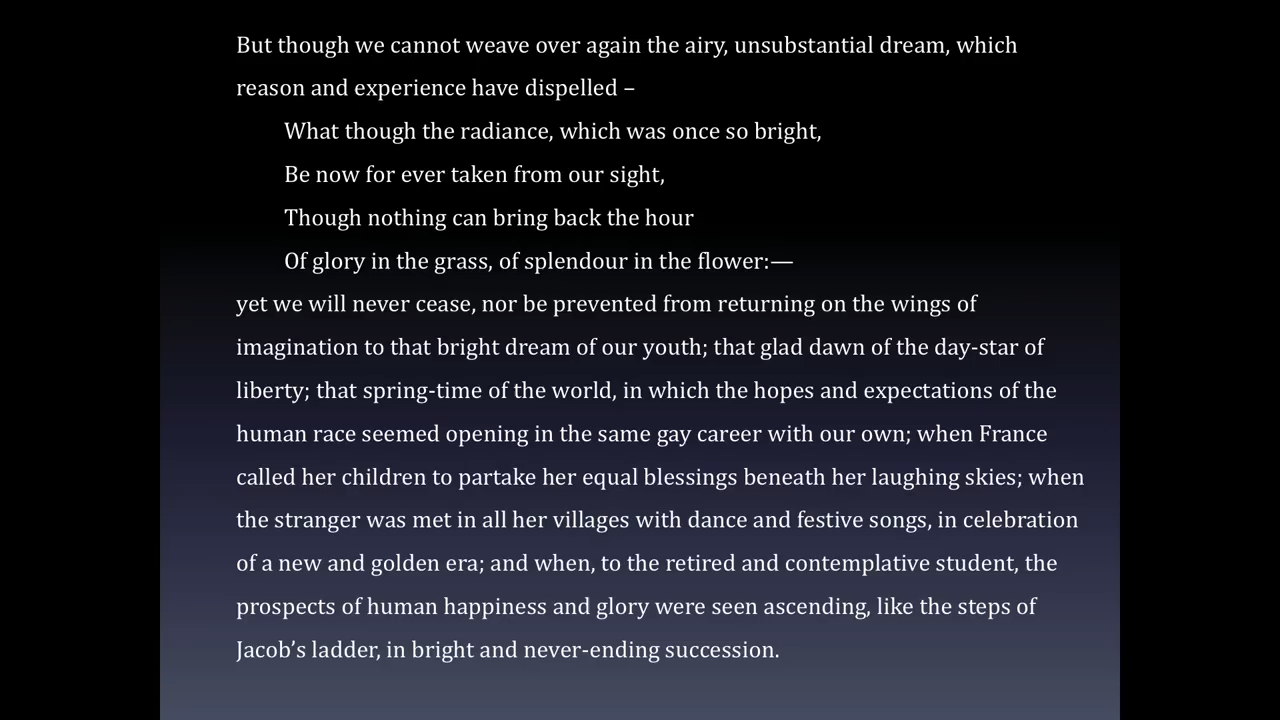 But though we cannot weave over again the airy, unsubstantial dream, which
reason and experience have dispelled –
What though the radiance, which was once so bright,
Be now for ever taken from our sight,
Though nothing can bring back the hour
Of glory in the grass, of splendour in the flower:—
yet we will never cease, nor be prevented from returning on the wings of
imagination to that bright dream of our youth; that glad dawn of the day-star of
liberty; that spring-time of the world, in which the hopes and expectations of the
human race seemed opening in the same gay career with our own; when France
called her children to partake her equal blessings beneath her laughing skies; when
the stranger was met in all her villages with dance and festive songs, in celebration
of a new and golden era; and when, to the retired and contemplative student, the
prospects of human happiness and glory were seen ascending, like the steps of
Jacob’s ladder, in bright and never-ending succession.